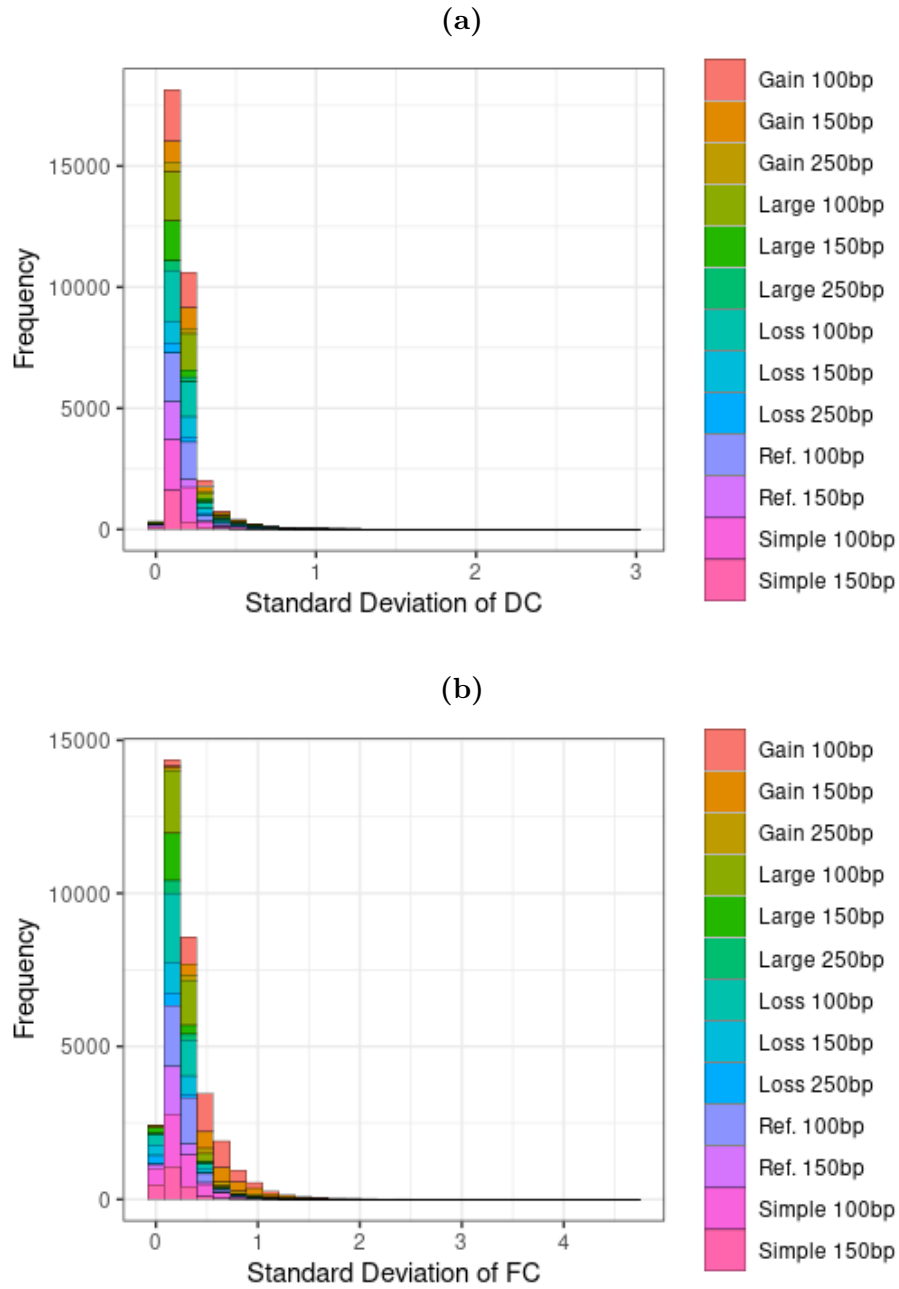 (a)
Frequency
15000
10000
5000
0
0 1 2 3
Standard Deviation of DC
Gain 100bp
Gain 150bp
Gain 250bp
Large 100bp
Large 150bp
Large 250bp
Loss 100bp
Loss 150bp
Loss 250bp
Ref. 100bp
Ref. 150bp
Simple 100bp
Simple 150bp
(b)
Frequency
15000
10000
5000
0
0 1 2 3 4
Standard Deviation of FC
Gain 100bp
Gain 150bp
Gain 250bp
Large 100bp
Large 150bp
Large 250bp
Loss 100bp
Loss 150bp
Loss 250bp
Ref. 100bp
Ref. 150bp
Simple 100bp
Simple 150bp